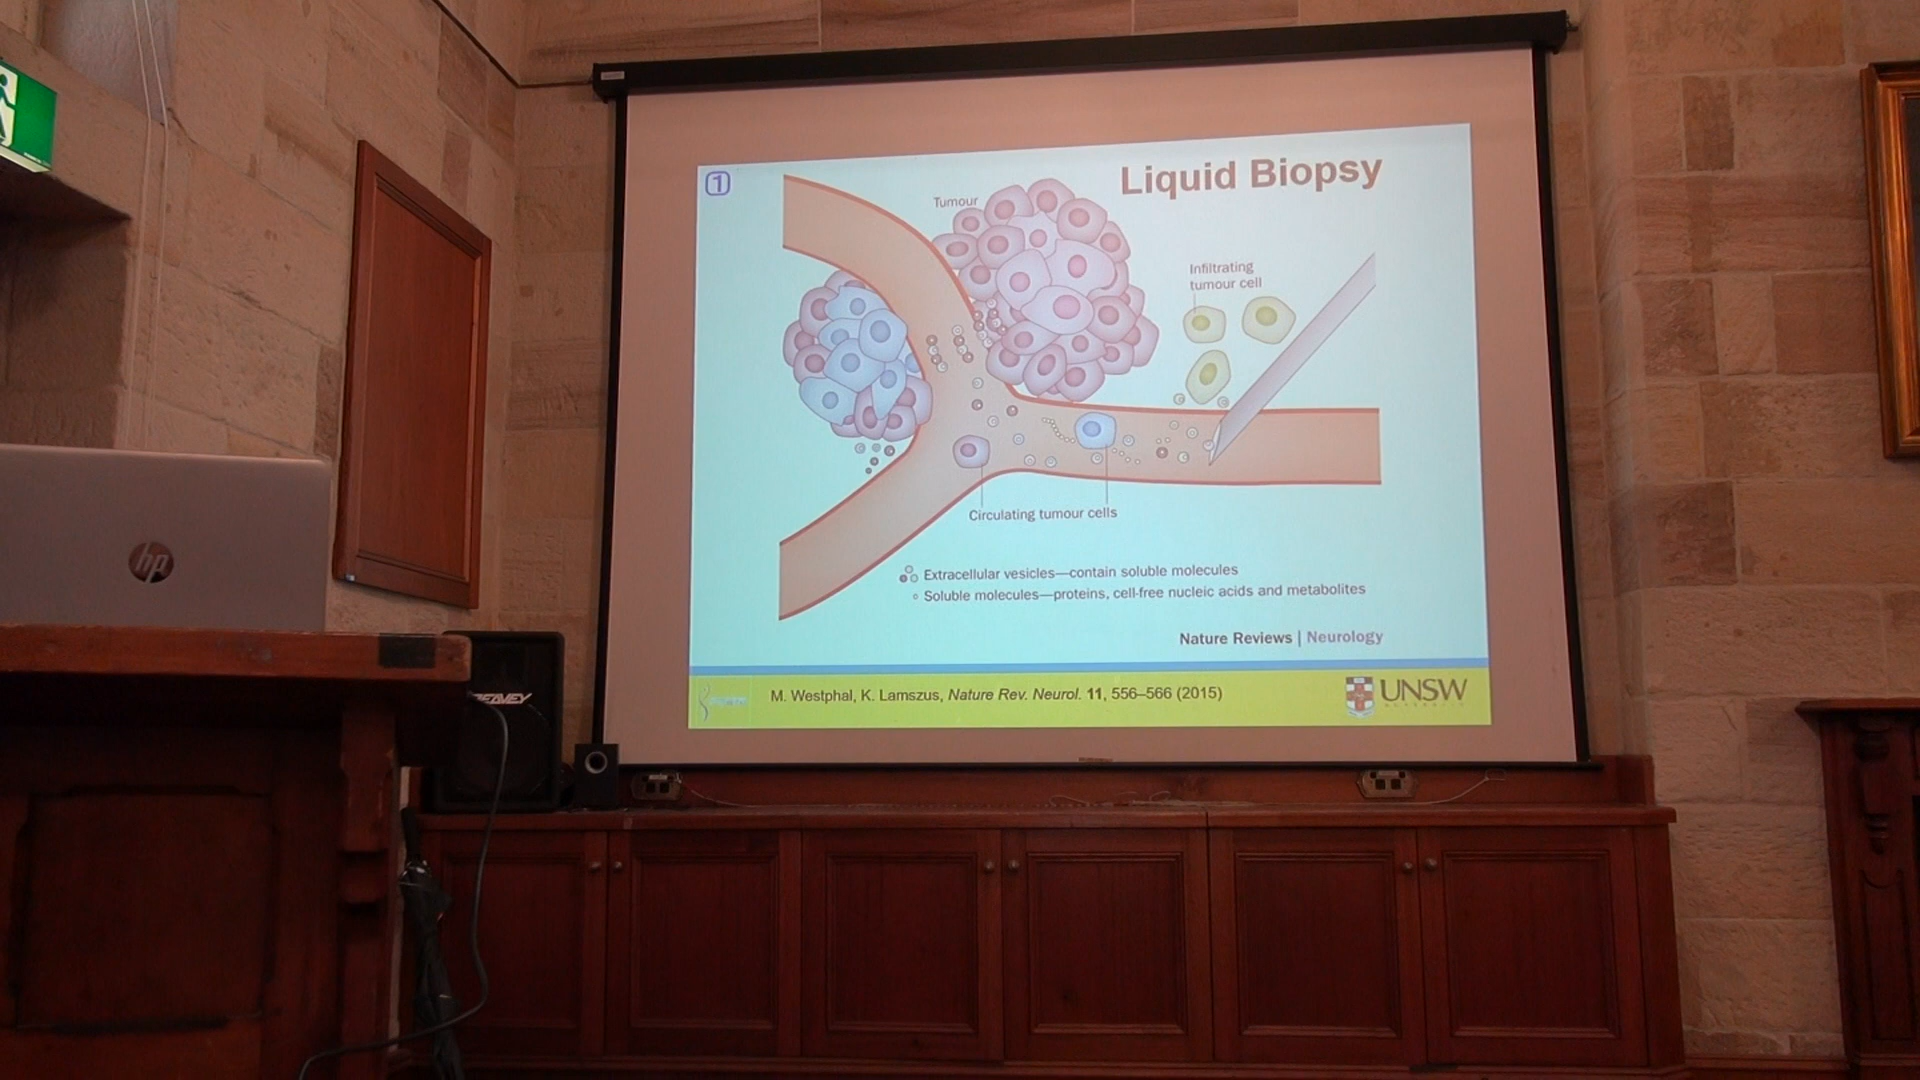 1
Liquid Biopsy
Tumour
Infiltrating
tumour cell
Circulating tumour cells
Extracellular vesicles—contain soluble molecules
Soluble molecules—proteins, cell-free nucleic acids and metabolites
Nature Reviews | Neurology
M. Westphal, K. Lamszus, Nature Rev. Neurol. 11, 556–566 (2015)
UNSW
AUSTRALIA
hp
PEAVEY